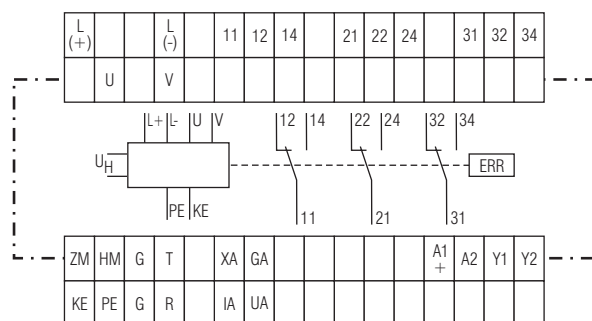 L (+) L (-) 11 12 14 21 22 24 31 32 34
U V
L+ L- U V 12 14 22 24 32 34
UH ERR
PE KE 11 21 31
ZM HM G T XA GA A1 + A2 Y1 Y2
KE PE G R IA UA